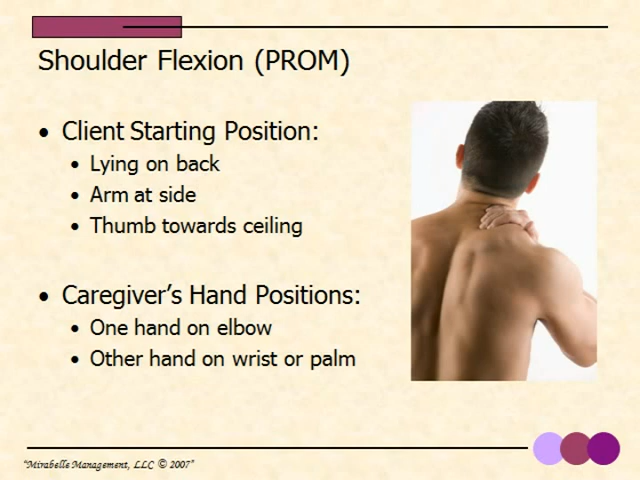 Shoulder Flexion (PROM)
• Client Starting Position:
• Lying on back
• Arm at side
• Thumb towards ceiling
• Caregiver's Hand Positions:
• One hand on elbow
• Other hand on wrist or palm
"Mirabelle Management, LLC © 2007"